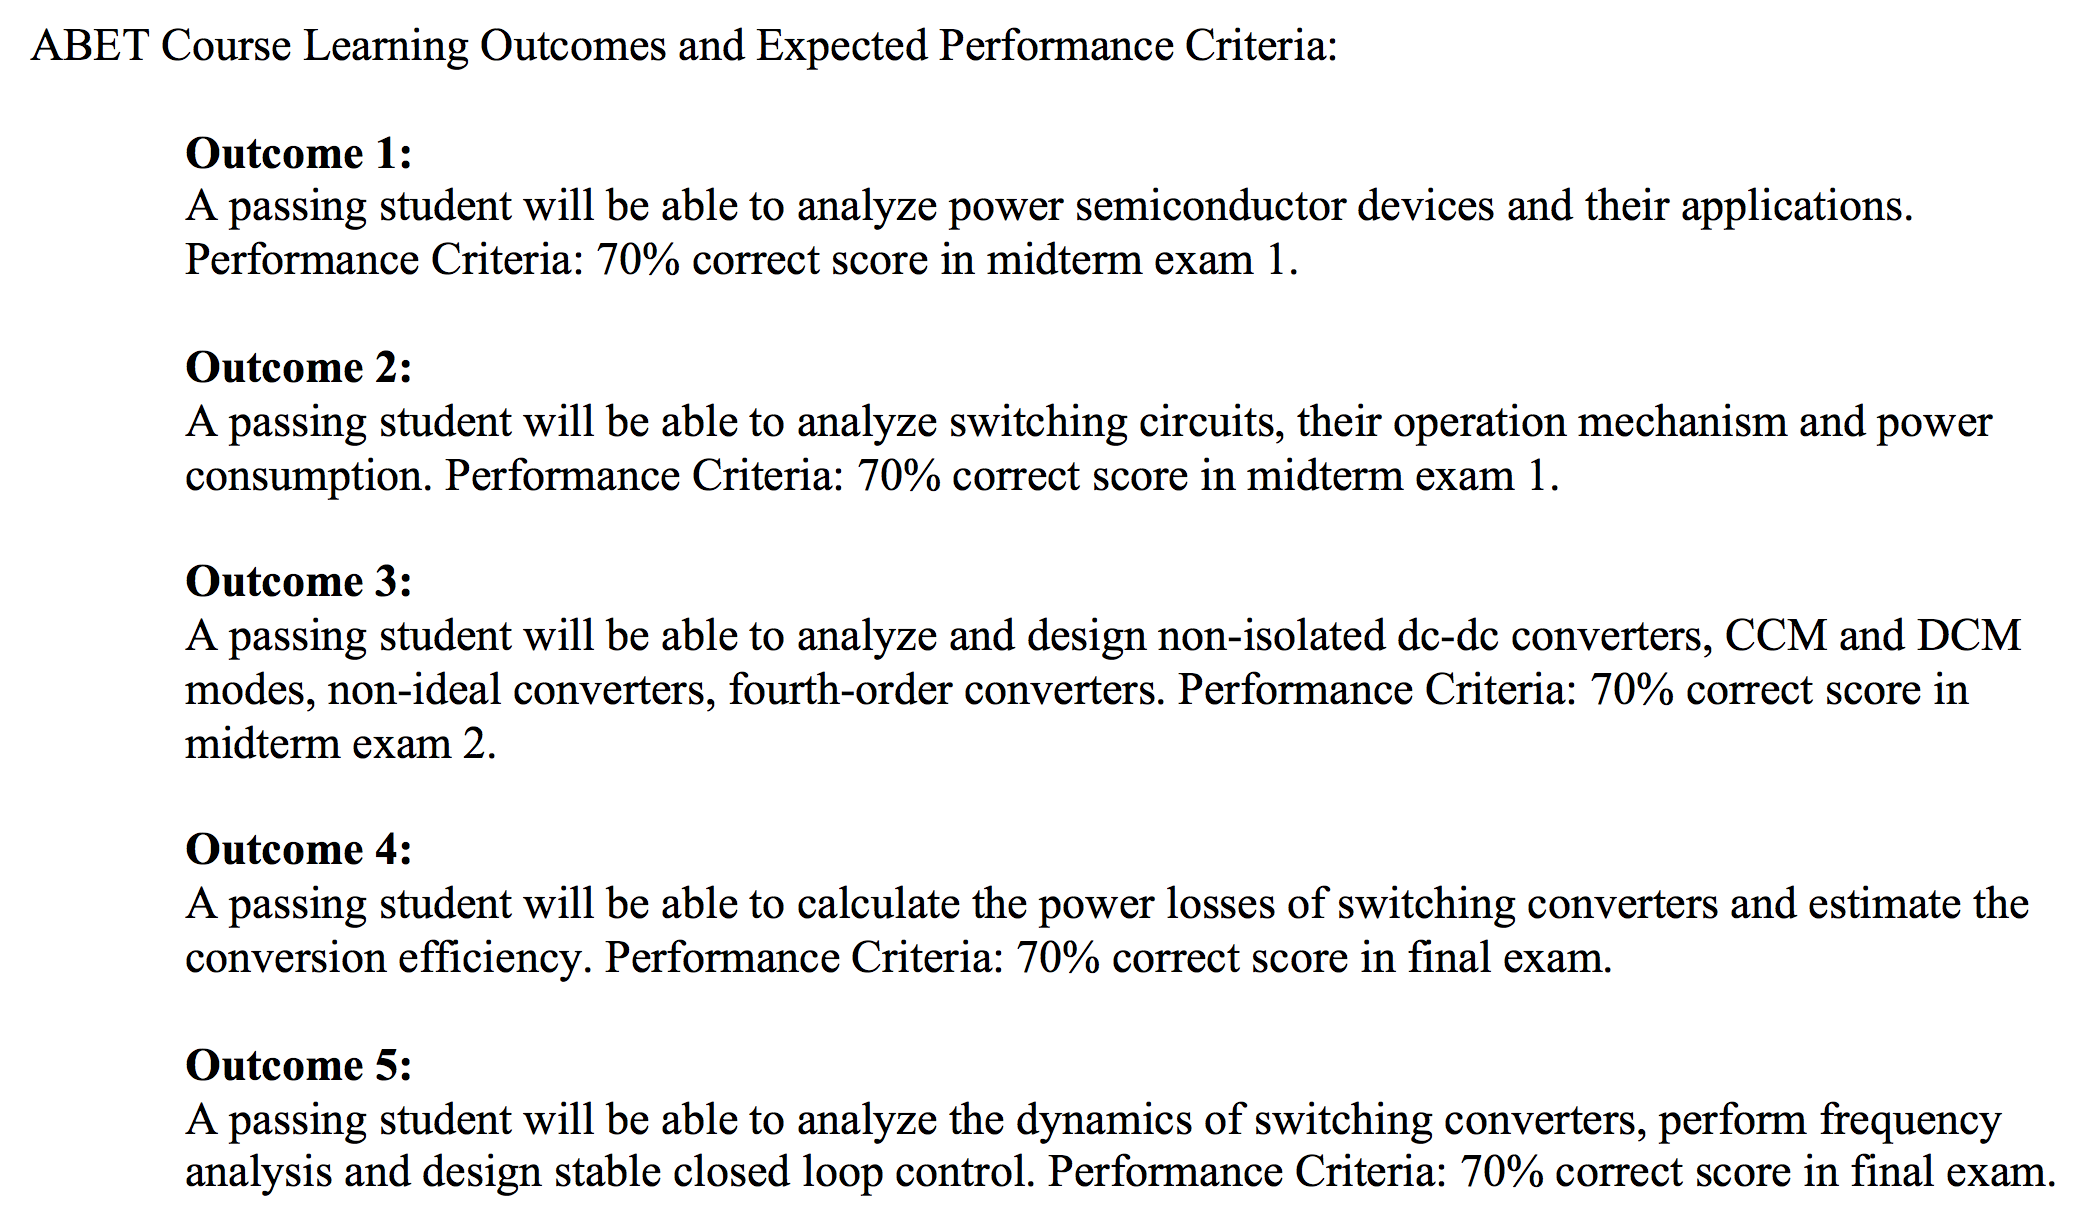 ABET Course Learning Outcomes and Expected Performance Criteria:
Outcome 1:
A passing student will be able to analyze power semiconductor devices and their applications.
Performance Criteria: 70% correct score in midterm exam 1.
Outcome 2:
A passing student will be able to analyze switching circuits, their operation mechanism and power
consumption. Performance Criteria: 70% correct score in midterm exam 1.
Outcome 3:
A passing student will be able to analyze and design non-isolated dc-dc converters, CCM and DCM
modes, non-ideal converters, fourth-order converters. Performance Criteria: 70% correct score in
midterm exam 2.
Outcome 4:
A passing student will be able to calculate the power losses of switching converters and estimate the
conversion efficiency. Performance Criteria: 70% correct score in final exam.
Outcome 5:
A passing student will be able to analyze the dynamics of switching converters, perform frequency
analysis and design stable closed loop control. Performance Criteria: 70% correct score in final exam.